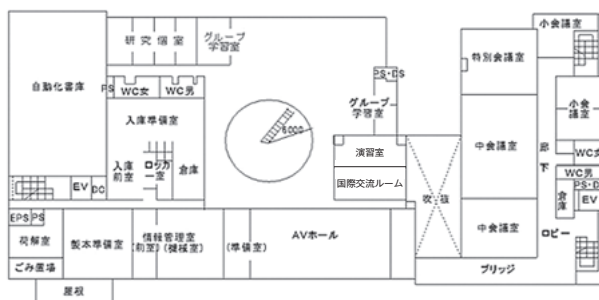 小会議室
研究個室
グループ
学習室
特別会議室
自動化書庫
PS
WC女
WC男
PS・DS
グループ
学習室
小会
議室
入庫準備室
6000
入庫
前室
ロッカ
ー室
倉庫
演習室
国際交流ルーム
吹・抜
中会議室
廊
下
WC女
WC男
PS・D
倉
庫
EV
EV
DC
EPS
PS
荷解室
ごみ置場
屋根
製本準備室
情報管理室
(前室)(機械室)
(準備室)
AVホール
中会議室
ロビー
ブリッジ